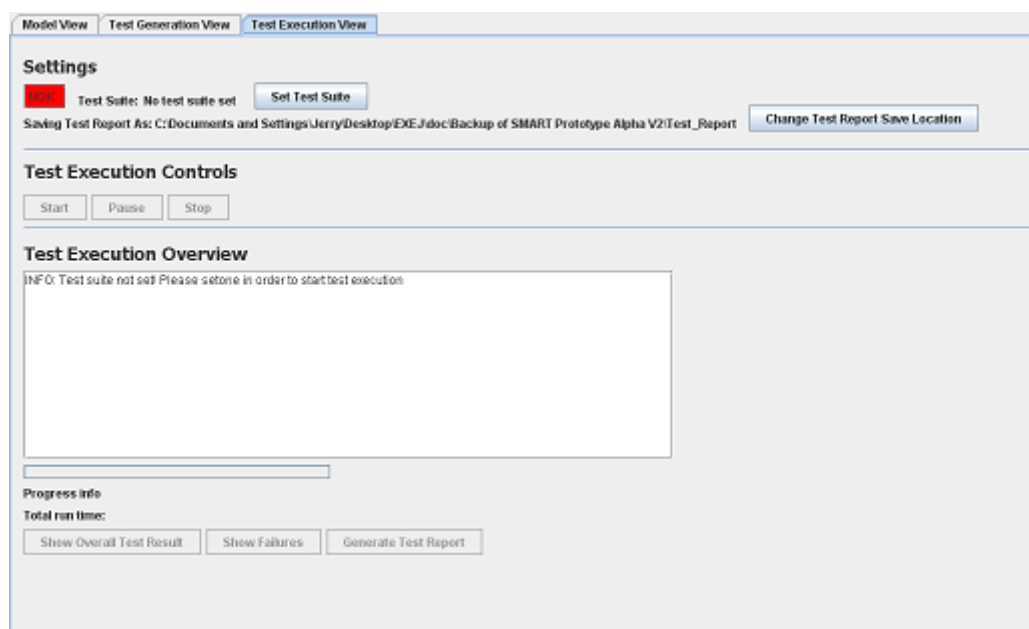 Model View Test Generation View Test Execution View
Settings
NOK Test Suite: No test suite set Set Test Suite
Saving Test Report As: C:\Documents and Settings\Jerry\Desktop\EXEJ\doc\Backup of SMART Prototype Alpha V2\Test_Report Change Test Report Save Location
Test Execution Controls
Start Pause Stop
Test Execution Overview
INFO: Test suite not set! Please setone in order to start test execution
Progress info
Total run time:
Show Overall Test Result Show Failures Generate Test Report